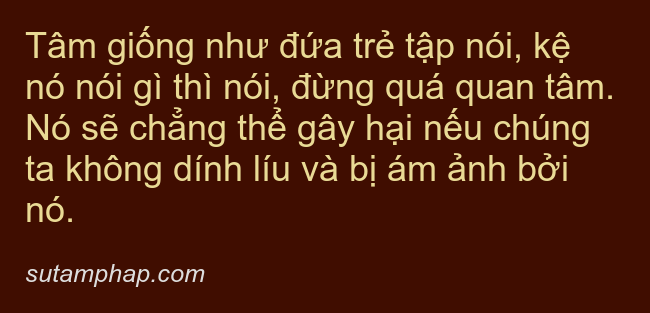 Tâm giống như đứa trẻ tập nói, kệ
nó nói gì thì nói, đừng quá quan tâm.
Nó sẽ chẳng thể gây hại nếu chúng
ta không dính líu và bị ám ảnh bởi
nó.
sutamphap.com